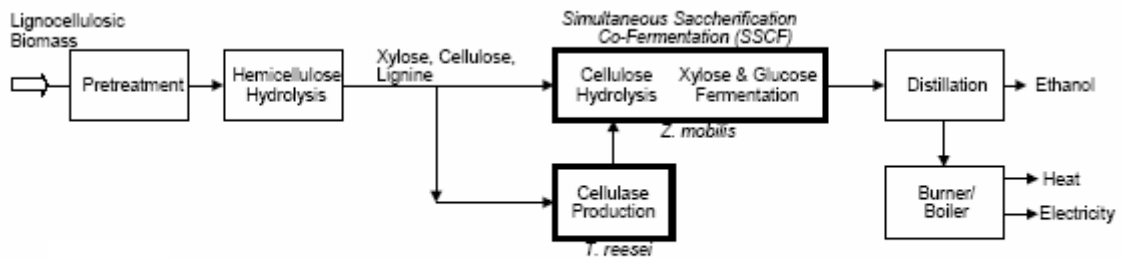 Lignocellulosic
Biomass
Pretreatment
Hemicellulose
Hydrolysis
Xylose, Cellulose,
Lignine
Simultaneous Saccherification
Co-Fermentation (SSCF)
Cellulose
Hydrolysis
Xylose & Glucose
Fermentation
Z. mobilis
Cellulase
Production
T. reesei
Distillation
Ethanol
Burner/
Boiler
Heat
Electricity